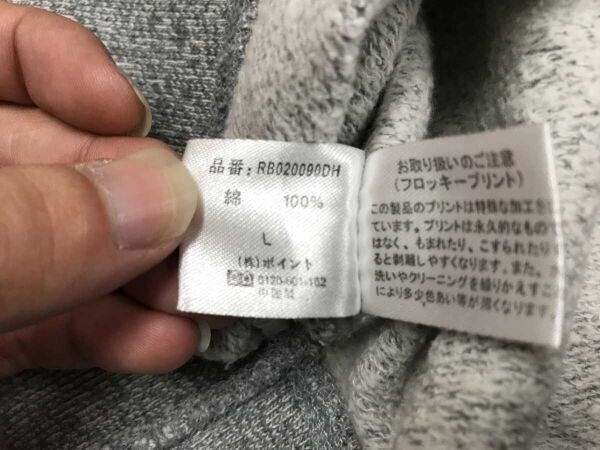 品番: RB020090DH
綿 100%
L
(株)ポイント
0120-601-162
中国製
お取り扱いのご注意
(フロッキープリント)
この製品のプリントは特殊な加工を
ています。プリントは永久的なもので
はなく、もまれたり、こすられたり
ると剥離しやすくなります。また、
洗いやクリーニングを繰りかえすこ
により多少色あい等が薄くなります